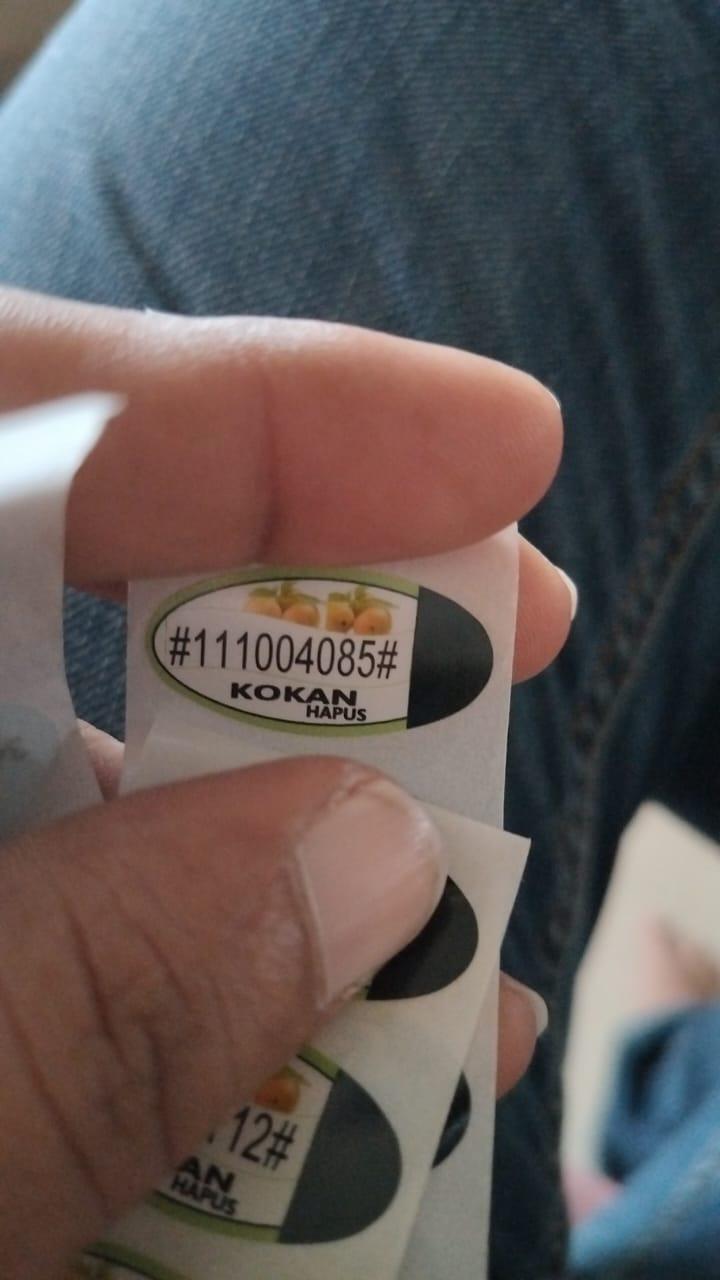 #111004085#
KOKAN
HAPUS
12#
AN
HAPUS